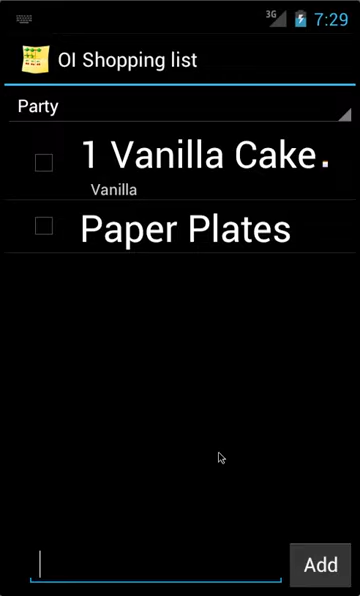 3G 7:29
OI Shopping list
Party
1 Vanilla Cake
Vanilla
Paper Plates
Add